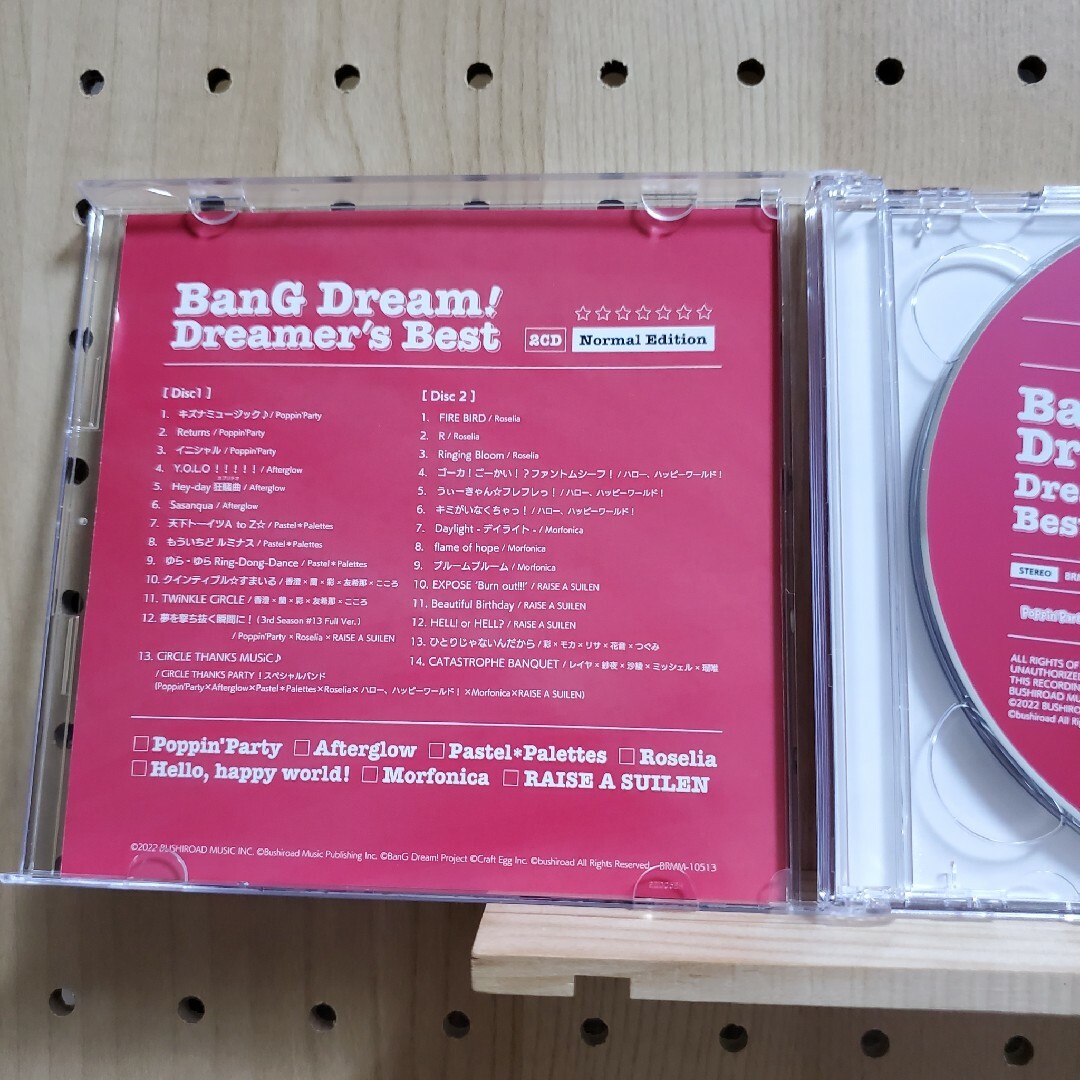 BanG Dream!
Dreamer's Best
2CD
Normal Edition
[ Disc1 ]
1. キズナミュージック♪/ Poppin'Party
2. Returns / Poppin'Party
3. イニシャル / Poppin'Party
4. Y.O.L.O ! ! ! ! ! / Afterglow
カプリチオ
5. Hey-day 狂騒曲 / Afterglow
6. Sasanqua / Afterglow
7. 天下トーイツA to Z☆ / Pastel*Palettes
8. もういちど ルミナス / Pastel*Palettes
9. ゆら・ゆら Ring-Dong-Dance / Pastel*Palettes
10. クインティプル☆すまいる / 香澄×蘭×彩×友希那×こころ
11. TWiNKLE CiRCLE / 香澄×蘭×彩×友希那×こころ
12. 夢を撃ち抜く瞬間に!(3rd Season #13 Full Ver.)
/ Poppin'Party × Roselia × RAISE A SUILEN
13. CiRCLE THANKS MUSiC♪
/ CiRCLE THANKS PARTY!スペシャルバンド
(Poppin'Party×Afterglow×Pastel*Palettes×Roselia× ハロー、ハッピーワールド!×Morfonica×RAISE A SUILEN)
[ Disc 2 ]
1. FIRE BIRD / Roselia
2. R / Roselia
3. Ringing Bloom / Roselia
4. ゴーカ!ごーかい!?ファントムシーフ! / ハロー、ハッピーワールド!
5. うぃーきゃん☆フレフレっ! / ハロー、ハッピーワールド!
6. キミがいなくちゃっ! / ハロー、ハッピーワールド!
7. Daylight - デイライト - / Morfonica
8. flame of hope / Morfonica
9. ブルームブルーム / Morfonica
10. EXPOSE 'Burn out!!!' / RAISE A SUILEN
11. Beautiful Birthday / RAISE A SUILEN
12. HELL! or HELL? / RAISE A SUILEN
13. ひとりじゃないんだから / 彩×モカ×リサ×花音×つぐみ
14. CATASTROPHE BANQUET / レイヤ×紗夜×沙綾×ミッシェル×瑠唯
Poppin'Party Afterglow Pastel*Palettes Roselia
Hello, happy world! Morfonica RAISE A SUILEN
©2022 BUSHIROAD MUSIC INC. ©Bushiroad Music Publishing Inc. ©BanG Dream! Project ©Craft Egg Inc. ©bushiroad All Rights Reserved. BRMM-10513
Ba
Dr
Drea
Best
STEREO
BR
Poppin'Part
ALL RIGHTS OF
UNAUTHORIZE
THIS RECORDIN
BUSHIROAD MU
©2022 BUSHIRO
©bushiroad All Ri